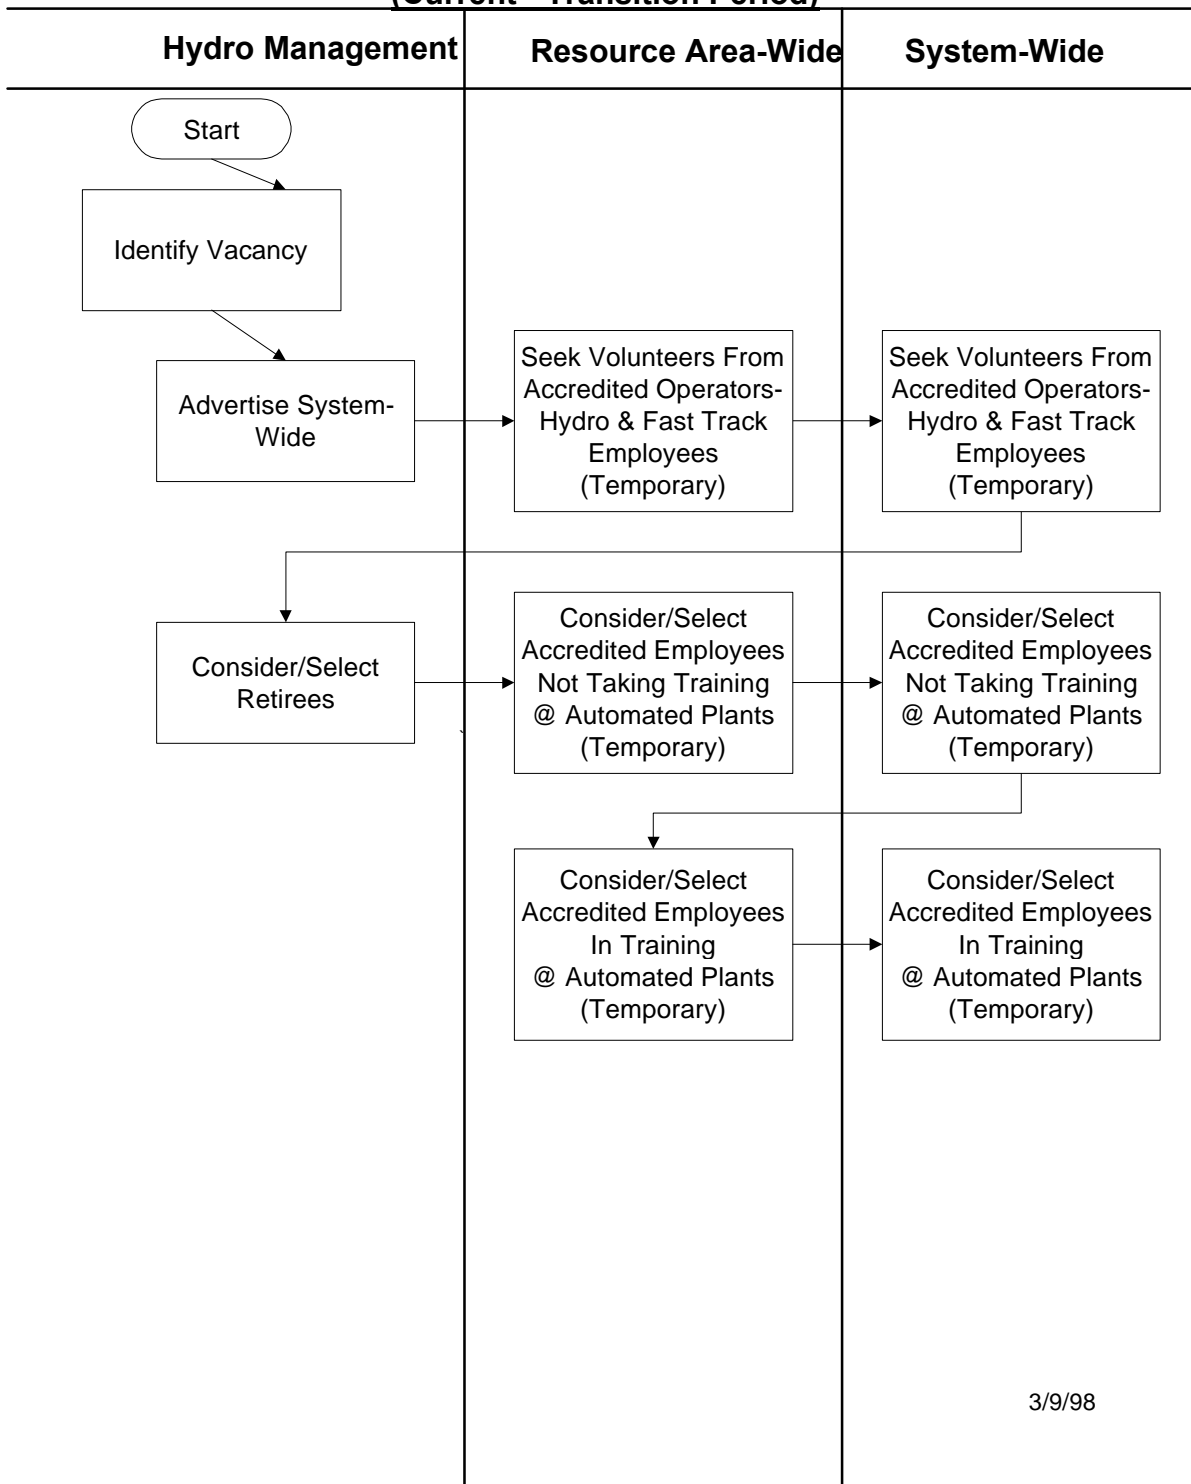 (Current - Transition Period)
Hydro Management
Resource Area-Wide
System-Wide
Start
Identify Vacancy
Advertise System-
Wide
Seek Volunteers From
Accredited Operators-
Hydro & Fast Track
Employees
(Temporary)
Seek Volunteers From
Accredited Operators-
Hydro & Fast Track
Employees
(Temporary)
Consider/Select
Retirees
Consider/Select
Accredited Employees
Not Taking Training
@ Automated Plants
(Temporary)
Consider/Select
Accredited Employees
Not Taking Training
@ Automated Plants
(Temporary)
Consider/Select
Accredited Employees
In Training
@ Automated Plants
(Temporary)
Consider/Select
Accredited Employees
In Training
@ Automated Plants
(Temporary)
3/9/98